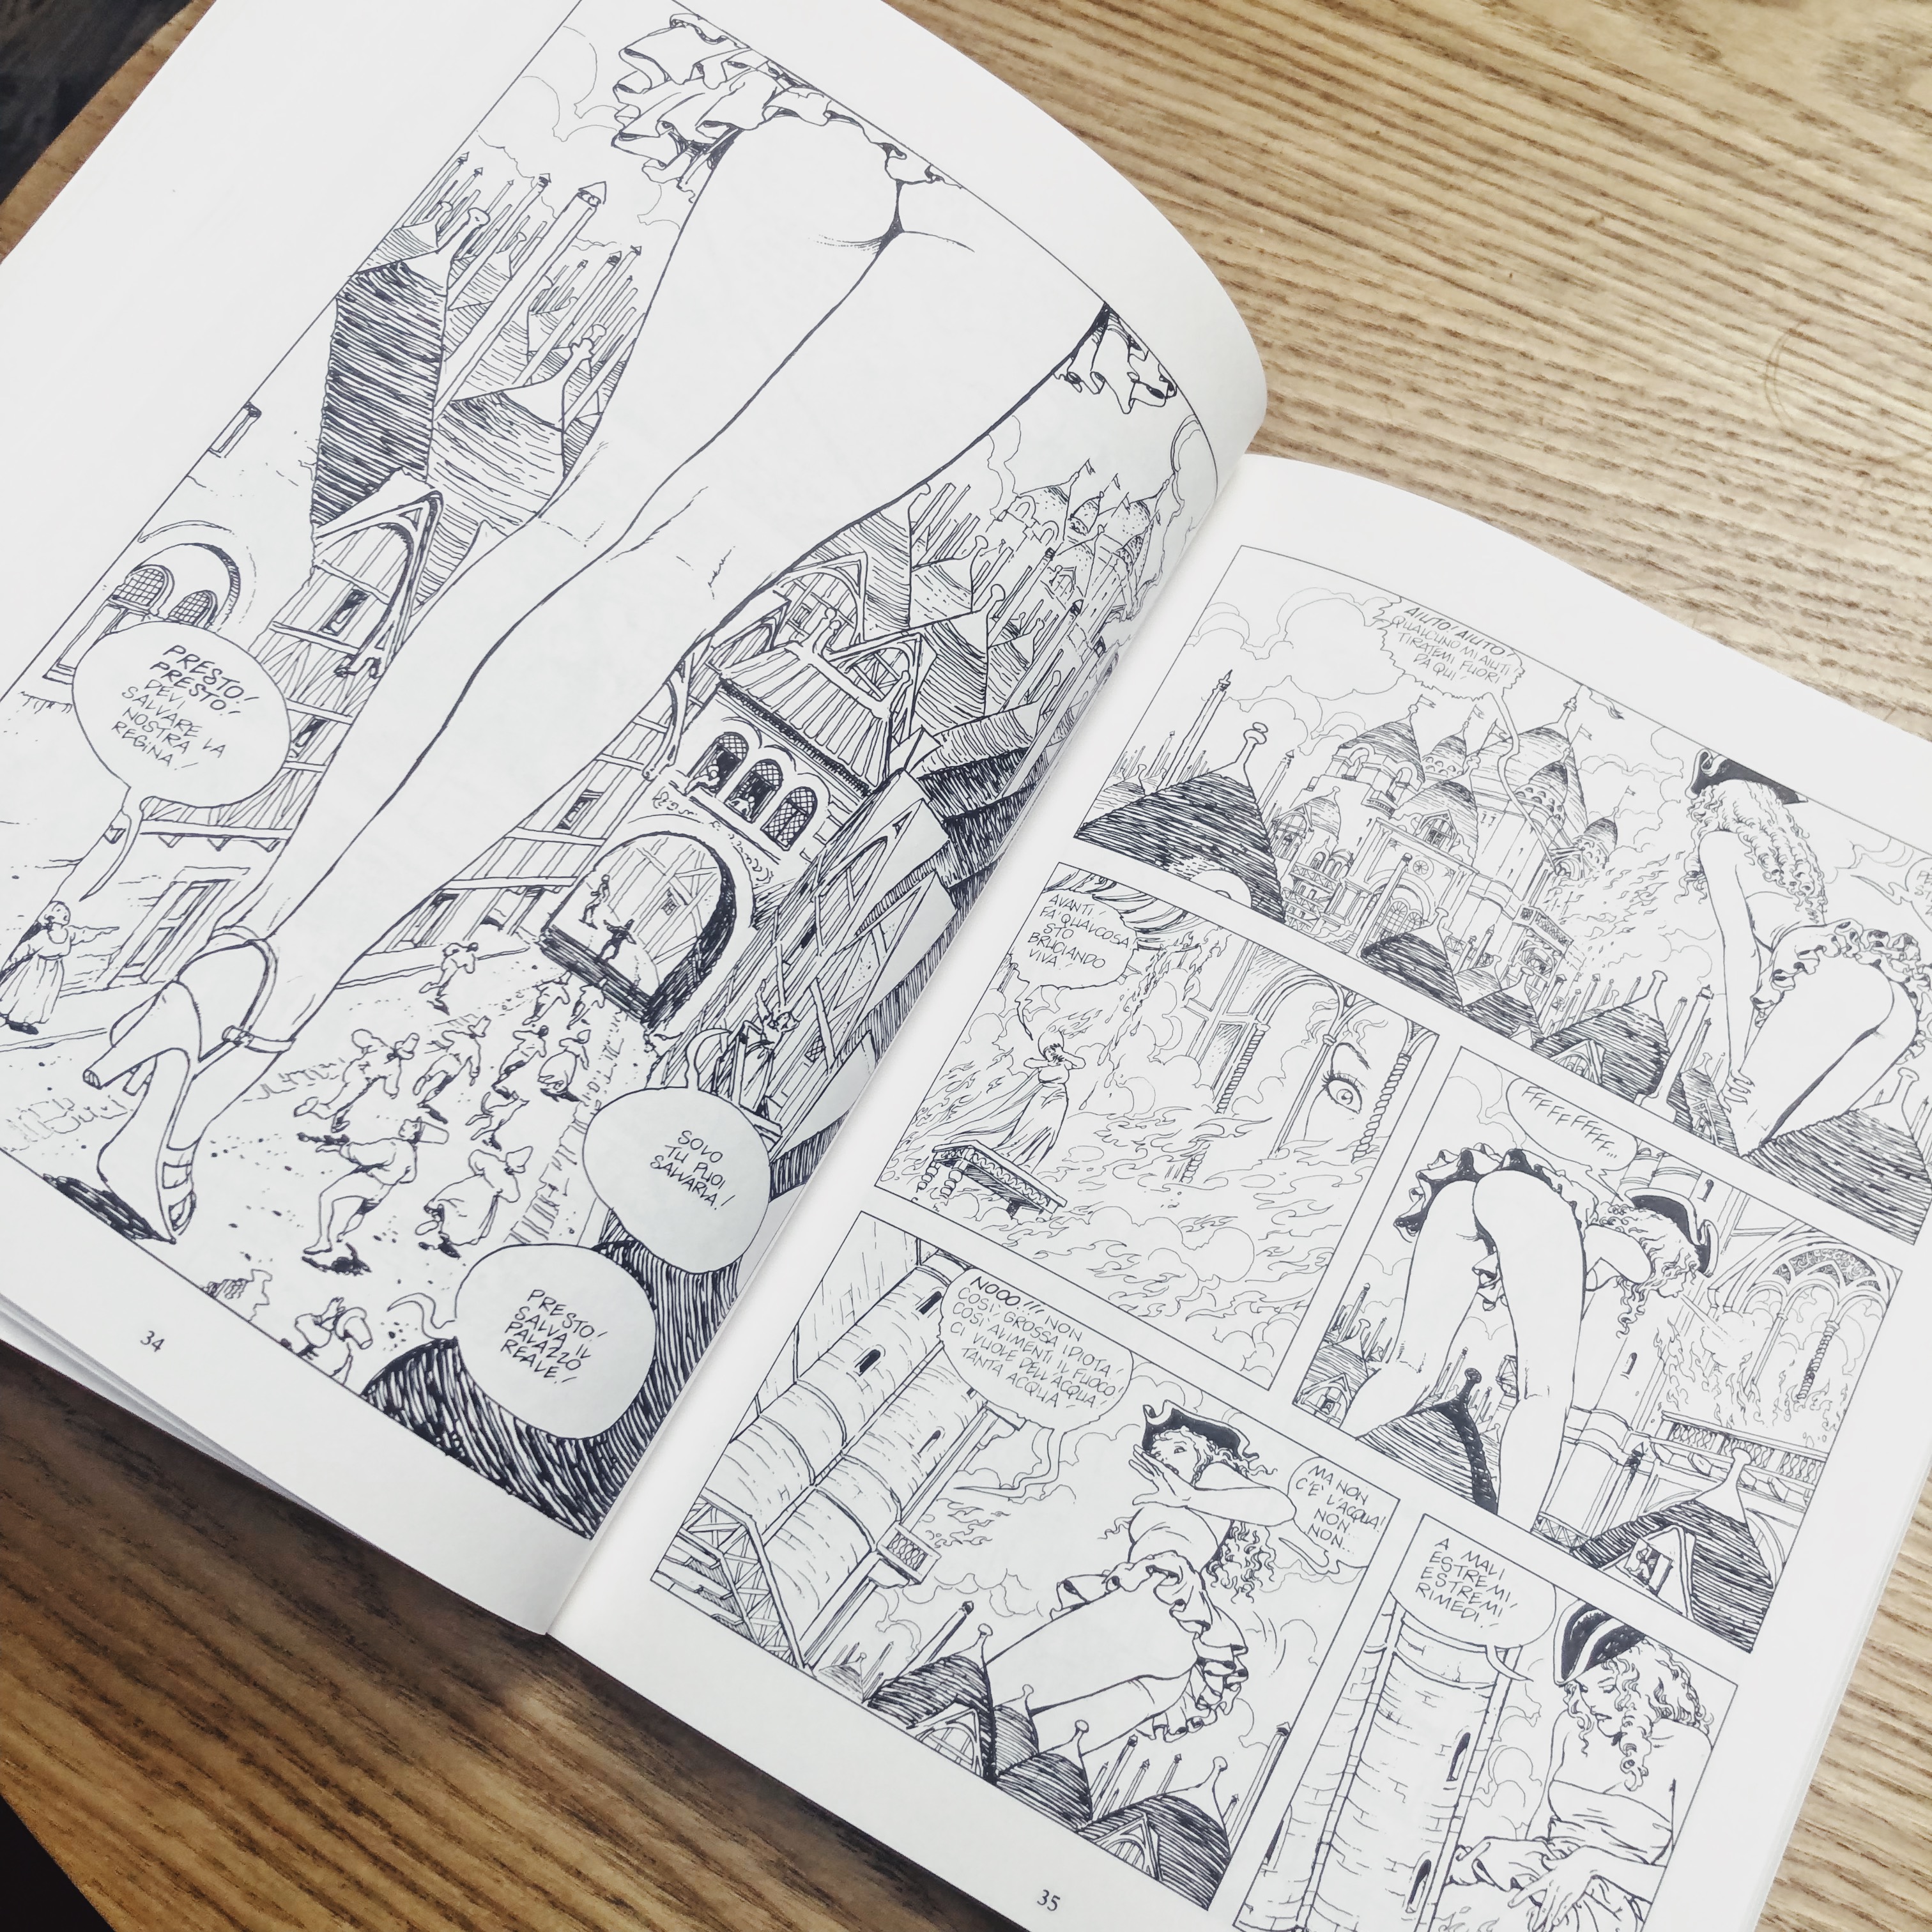 PRESTO!
PRESTO!
DEVI
SALVARE LA
NOSTRA
REGINA!
SOLO
TU PUOI
SALVARLA!
PRESTO!
SALVA IL
PALAZZO
REALE!
34
AIUTO! AIUTO!
QUALCUNO MI AIUTI
TIRATEMI FUORI
DA QUI!
AVANTI!
FA' QUALCOSA!
STO
BRUCIANDO
VIVA!
FFFFFFFFFF...
NOOO!!! NON
COSÌ, GROSSA IDIOTA!
COSÌ ALIMENTI IL FUOCO!
CI VUOLE DELL'ACQUA!
TANTA ACQUA!
MA NON
C'È L'ACQUA!
NON...
NON...
A MALI
ESTREMI,
ESTREMI
RIMEDI!
35